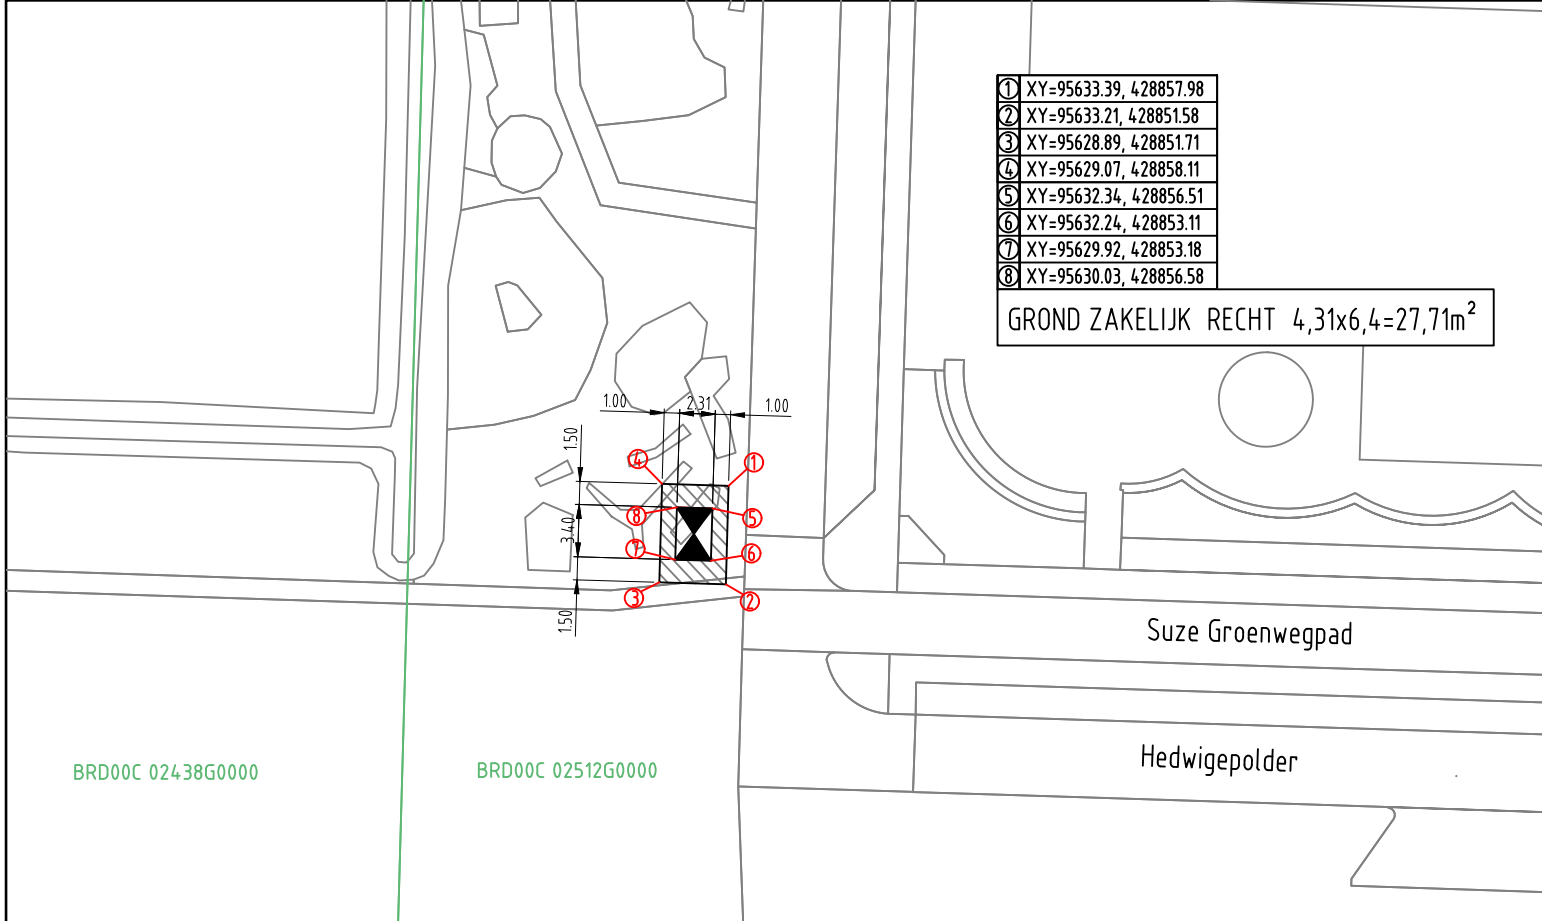 ① XY=95633.39, 428857.98
② XY=95633.21, 428851.58
③ XY=95628.89, 428851.71
④ XY=95629.07, 428858.11
⑤ XY=95632.34, 428856.51
⑥ XY=95632.24, 428853.11
⑦ XY=95629.92, 428853.18
⑧ XY=95630.03, 428856.58
GROND ZAKELIJK RECHT 4,31x6,4=27,71m²
1.00 2.31 1.00
1.50
④ ①
⑧ ⑤
3.40
⑦ ⑥
③ ②
1.50
Suze Groenwegpad
Hedwigepolder
BRD00C 02438G0000
BRD00C 02512G0000